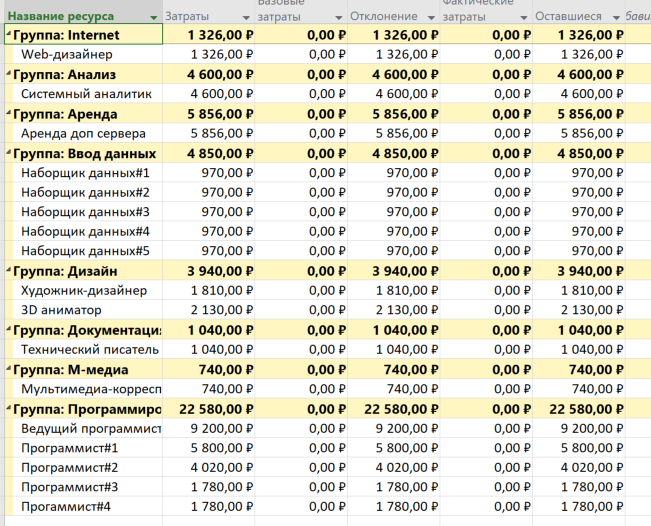 Название ресурса Затраты Базовые затраты Отклонение Фактические затраты Оставшиеся
Группа: Internet 1 326,00 ₽ 0,00 ₽ 1 326,00 ₽ 0,00 ₽ 1 326,00 ₽
Web-дизайнер 1 326,00 ₽ 0,00 ₽ 1 326,00 ₽ 0,00 ₽ 1 326,00 ₽
Группа: Анализ 4 600,00 ₽ 0,00 ₽ 4 600,00 ₽ 0,00 ₽ 4 600,00 ₽
Системный аналитик 4 600,00 ₽ 0,00 ₽ 4 600,00 ₽ 0,00 ₽ 4 600,00 ₽
Группа: Аренда 5 856,00 ₽ 0,00 ₽ 5 856,00 ₽ 0,00 ₽ 5 856,00 ₽
Аренда доп сервера 5 856,00 ₽ 0,00 ₽ 5 856,00 ₽ 0,00 ₽ 5 856,00 ₽
Группа: Ввод данных 4 850,00 ₽ 0,00 ₽ 4 850,00 ₽ 0,00 ₽ 4 850,00 ₽
Наборщик данных#1 970,00 ₽ 0,00 ₽ 970,00 ₽ 0,00 ₽ 970,00 ₽
Наборщик данных#2 970,00 ₽ 0,00 ₽ 970,00 ₽ 0,00 ₽ 970,00 ₽
Наборщик данных#3 970,00 ₽ 0,00 ₽ 970,00 ₽ 0,00 ₽ 970,00 ₽
Наборщик данных#4 970,00 ₽ 0,00 ₽ 970,00 ₽ 0,00 ₽ 970,00 ₽
Наборщик данных#5 970,00 ₽ 0,00 ₽ 970,00 ₽ 0,00 ₽ 970,00 ₽
Группа: Дизайн 3 940,00 ₽ 0,00 ₽ 3 940,00 ₽ 0,00 ₽ 3 940,00 ₽
Художник-дизайнер 1 810,00 ₽ 0,00 ₽ 1 810,00 ₽ 0,00 ₽ 1 810,00 ₽
3D аниматор 2 130,00 ₽ 0,00 ₽ 2 130,00 ₽ 0,00 ₽ 2 130,00 ₽
Группа: Документация 1 040,00 ₽ 0,00 ₽ 1 040,00 ₽ 0,00 ₽ 1 040,00 ₽
Технический писатель 1 040,00 ₽ 0,00 ₽ 1 040,00 ₽ 0,00 ₽ 1 040,00 ₽
Группа: М-медиа 740,00 ₽ 0,00 ₽ 740,00 ₽ 0,00 ₽ 740,00 ₽
Мультимедиа-корресп 740,00 ₽ 0,00 ₽ 740,00 ₽ 0,00 ₽ 740,00 ₽
Группа: Программиро 22 580,00 ₽ 0,00 ₽ 22 580,00 ₽ 0,00 ₽ 22 580,00 ₽
Ведущий программист 9 200,00 ₽ 0,00 ₽ 9 200,00 ₽ 0,00 ₽ 9 200,00 ₽
Программист#1 5 800,00 ₽ 0,00 ₽ 5 800,00 ₽ 0,00 ₽ 5 800,00 ₽
Программист#2 4 020,00 ₽ 0,00 ₽ 4 020,00 ₽ 0,00 ₽ 4 020,00 ₽
Программист#3 1 780,00 ₽ 0,00 ₽ 1 780,00 ₽ 0,00 ₽ 1 780,00 ₽
Прогаммист#4 1 780,00 ₽ 0,00 ₽ 1 780,00 ₽ 0,00 ₽ 1 780,00 ₽